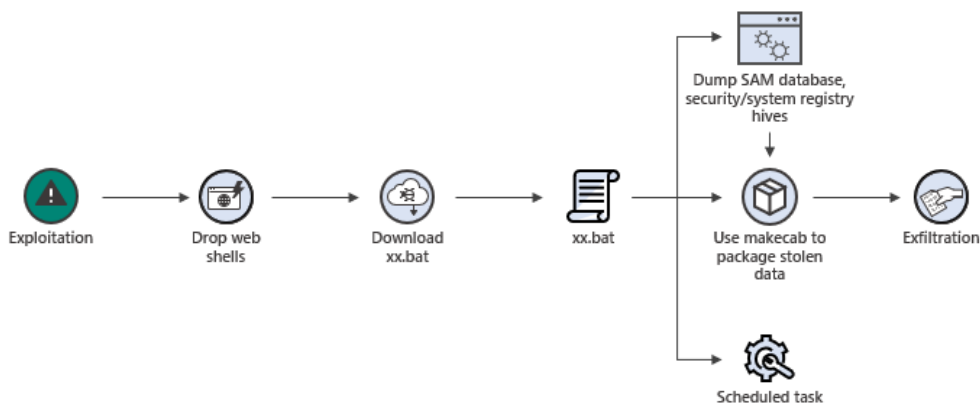 Dump SAM database,
security/system registry
hives
Exploitation
Drop web
shells
Download
xx.bat
xx.bat
Use makecab to
package stolen
data
Exfiltration
Scheduled task